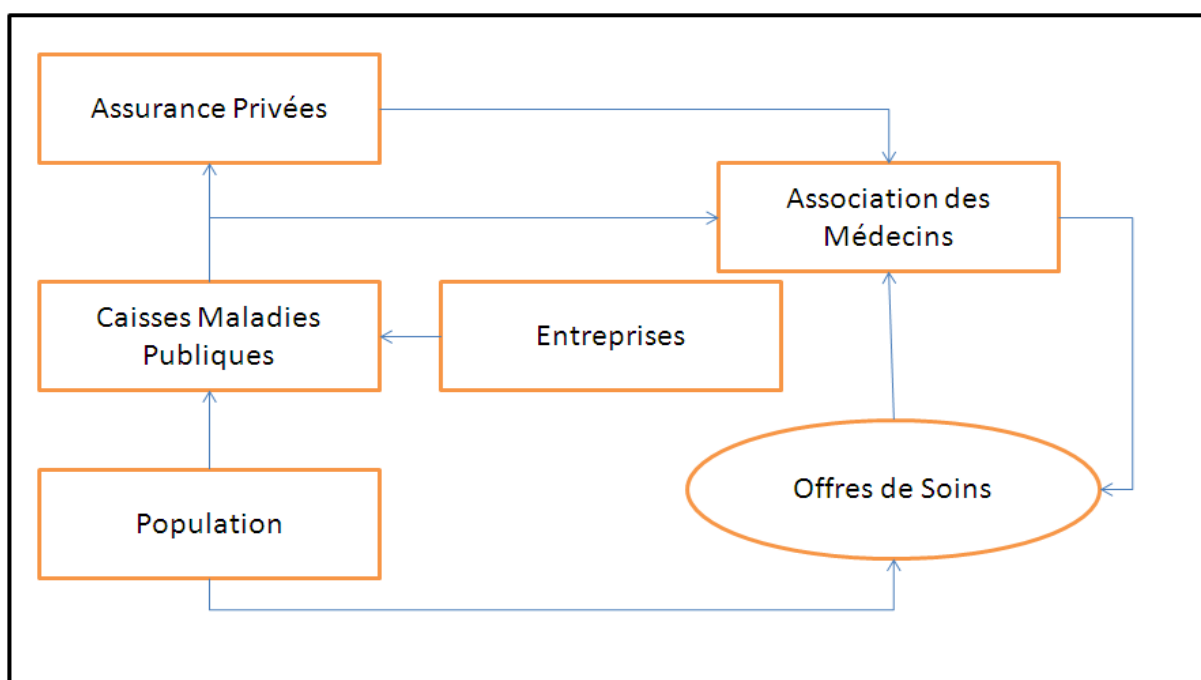 Assurance Privées
Association des
Médecins
Caisses Maladies
Publiques
Entreprises
Offres de Soins
Population